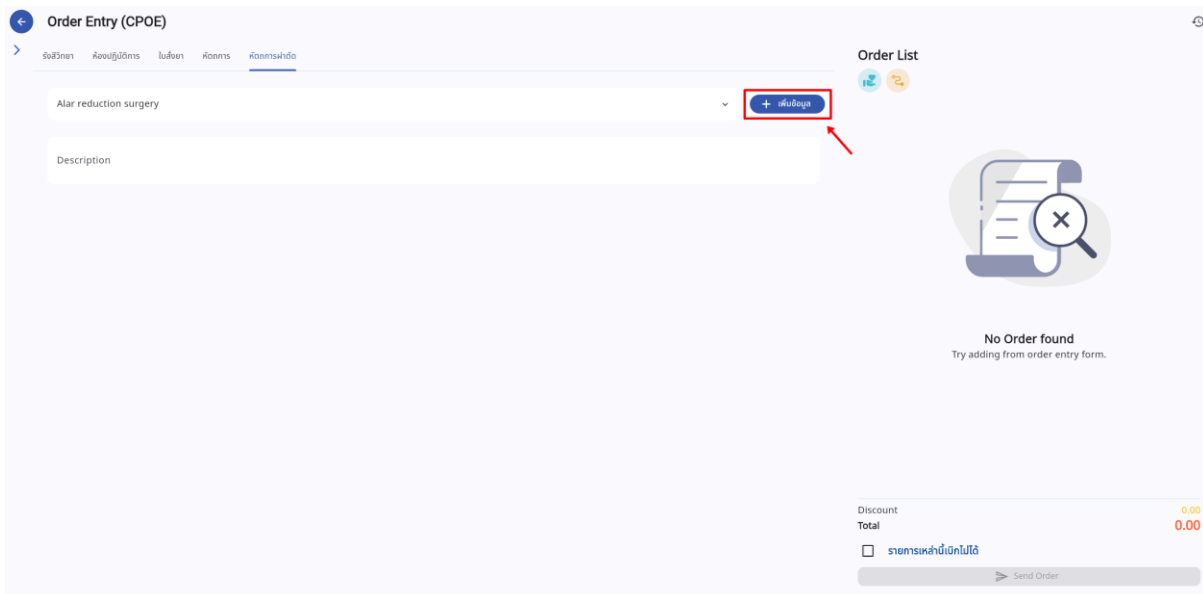 Order Entry (CPOE)
รังสีวิทยา ห้องปฏิบัติการ ใบสั่งยา หัตถการ หัตถการผ่าตัด
Alar reduction surgery
+ เพิ่มข้อมูล
Description
Order List
No Order found
Try adding from order entry form.
Discount 0.00
Total 0.00
รายการเหล่านี้เบิกไม่ได้
Send Order